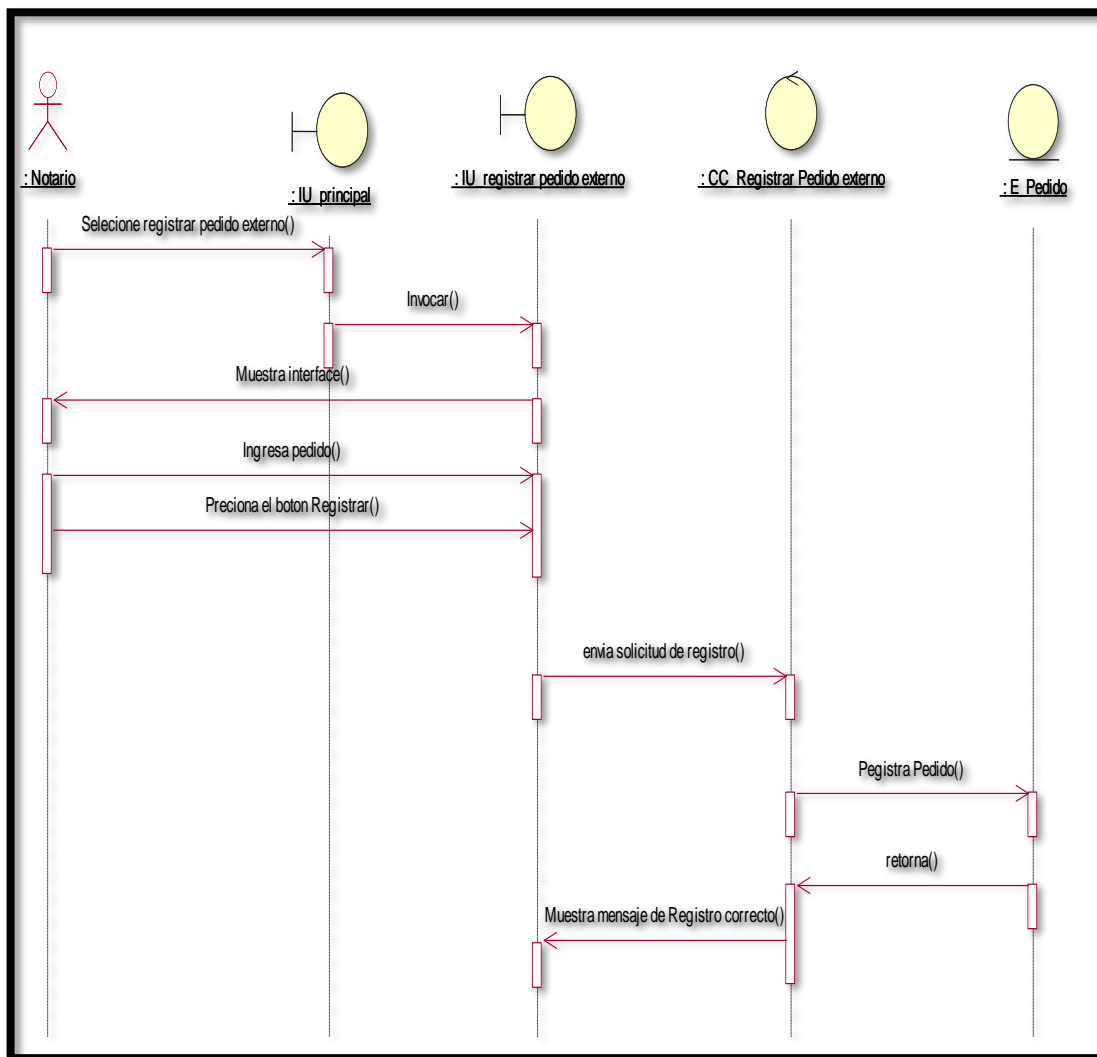 : Notario
: IU_principal
: IU_registrar pedido externo
: CC_Registrar Pedido externo
: E_Pedido
Selecione registrar pedido externo()
Invocar()
Muestra interface()
Ingresa pedido()
Preciona el boton Registrar()
envia solicitud de registro()
Pegistra Pedido()
retorna()
Muestra mensaje de Registro correcto()